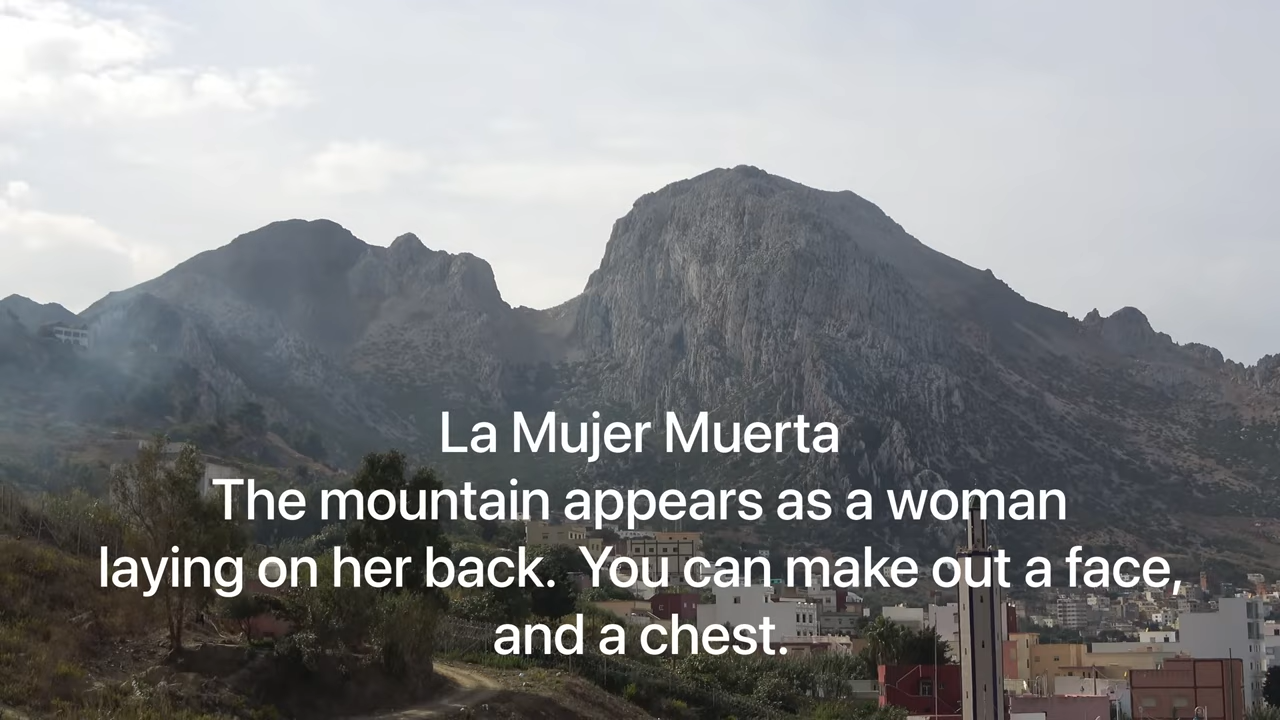 La Mujer Muerta
The mountain appears as a woman
laying on her back.  You can make out a face,
and a chest.